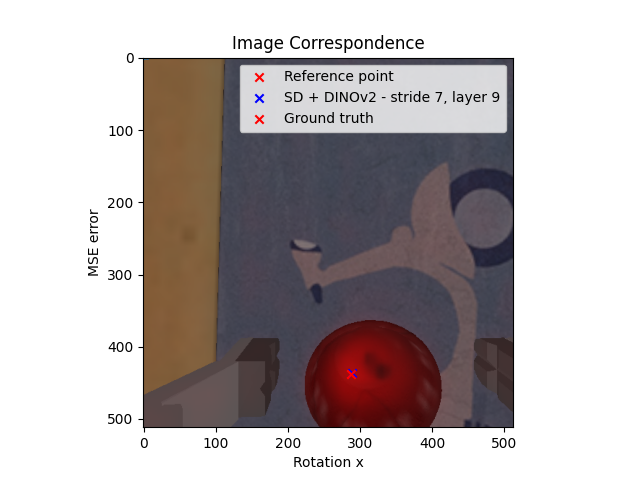 Image Correspondence
Reference point
SD + DINOv2 - stride 7, layer 9
Ground truth
MSE error
0
100
200
300
400
500
0 100 200 300 400 500
Rotation x